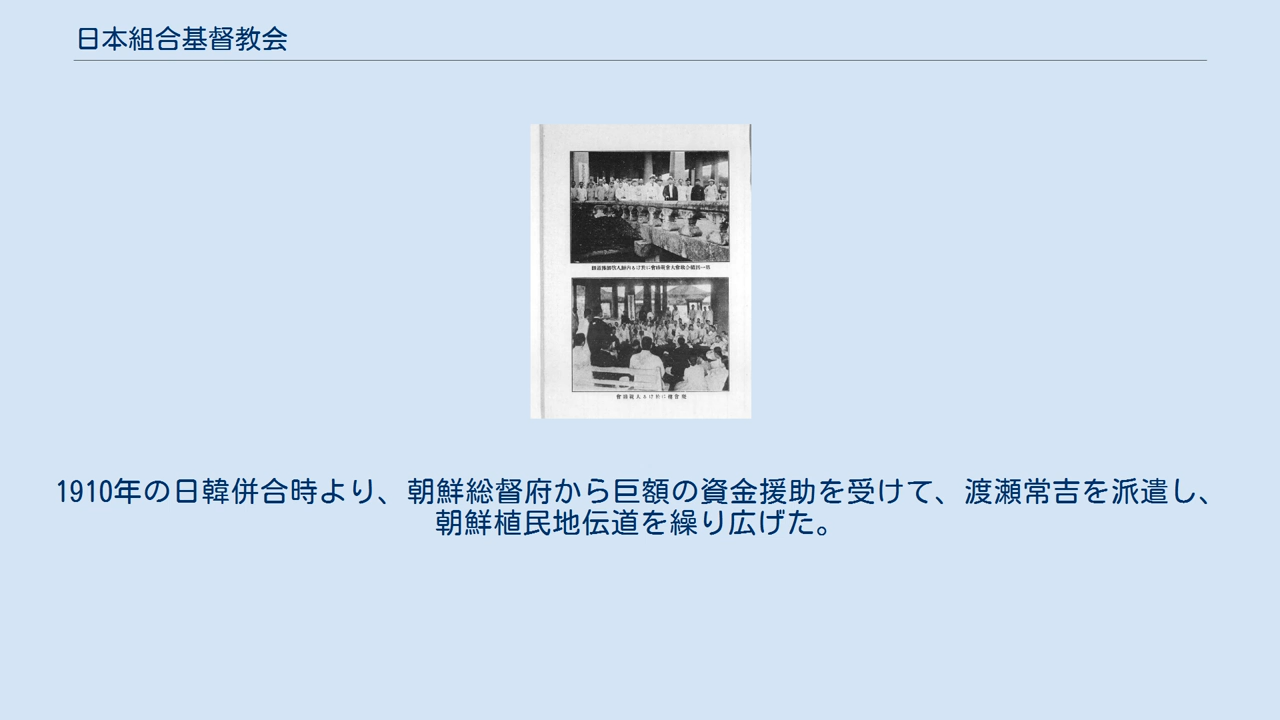 日本組合基督教会
1910年の日韓併合時より、朝鮮総督府から巨額の資金援助を受けて、渡瀬常吉を派遣し、
朝鮮植民地伝道を繰り広げた。